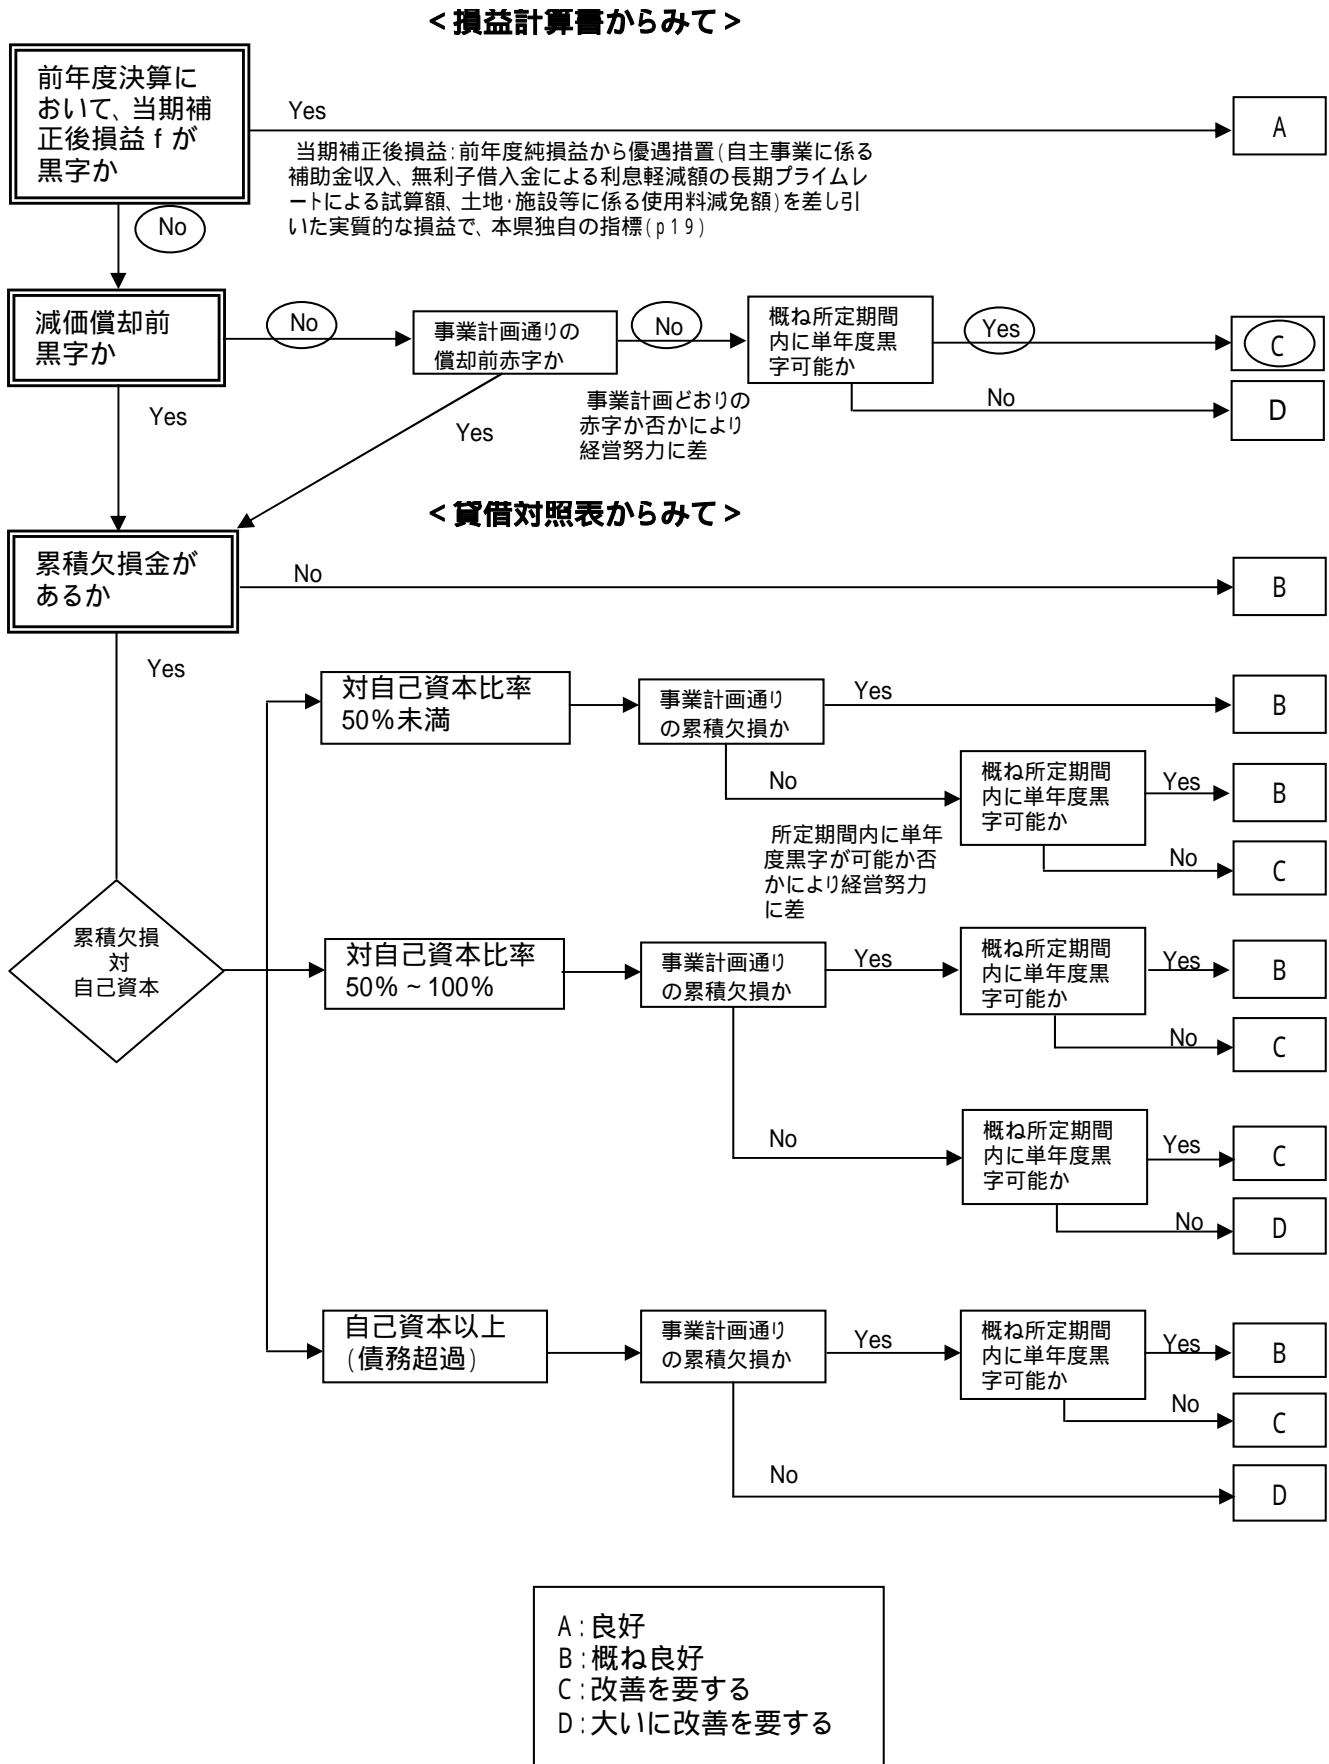 ＜損益計算書からみて＞
前年度決算に
おいて、当期補
正後損益ｆが
黒字か
Yes
A
当期補正後損益:前年度純損益から優遇措置(自主事業に係る
補助金収入、無利子借入金による利息軽減額の長期プライムレ
ートによる試算額、土地･施設等に係る使用料減免額)を差し引
いた実質的な損益で、本県独自の指標(p19)
No
減価償却前
黒字か
No
事業計画通りの
償却前赤字か
No
概ね所定期間
内に単年度黒
字可能か
Yes
C
No
D
Yes
Yes
事業計画どおりの
赤字か否かにより
経営努力に差
＜貸借対照表からみて＞
累積欠損金が
あるか
No
B
Yes
対自己資本比率
50％未満
事業計画通り
の累積欠損か
Yes
B
No
概ね所定期間
内に単年度黒
字可能か
Yes
B
No
C
所定期間内に単年
度黒字が可能か否
かにより経営努力
に差
累積欠損
対
自己資本
対自己資本比率
50％～100％
事業計画通り
の累積欠損か
Yes
概ね所定期間
内に単年度黒
字可能か
Yes
B
No
C
No
概ね所定期間
内に単年度黒
字可能か
Yes
C
No
D
自己資本以上
(債務超過)
事業計画通り
の累積欠損か
Yes
概ね所定期間
内に単年度黒
字可能か
Yes
B
No
C
No
D
A:良好
B:概ね良好
C:改善を要する
D:大いに改善を要する